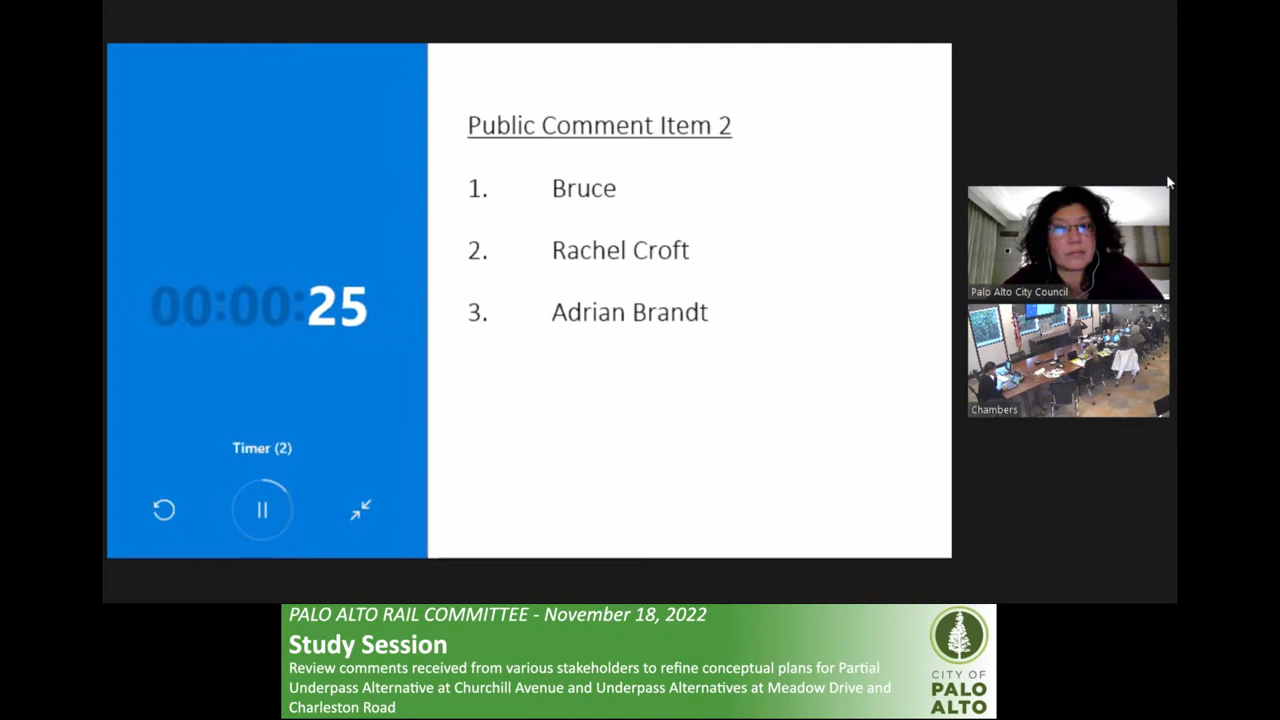 Public Comment Item 2
1. Bruce
2. Rachel Croft
3. Adrian Brandt
00:00:25
Timer (2)
Palo Alto City Council
Chambers
PALO ALTO RAIL COMMITTEE - November 18, 2022
Study Session
Review comments received from various stakeholders to refine conceptual plans for Partial
Underpass Alternative at Churchill Avenue and Underpass Alternatives at Meadow Drive and
Charleston Road
CITY OF
PALO
ALTO